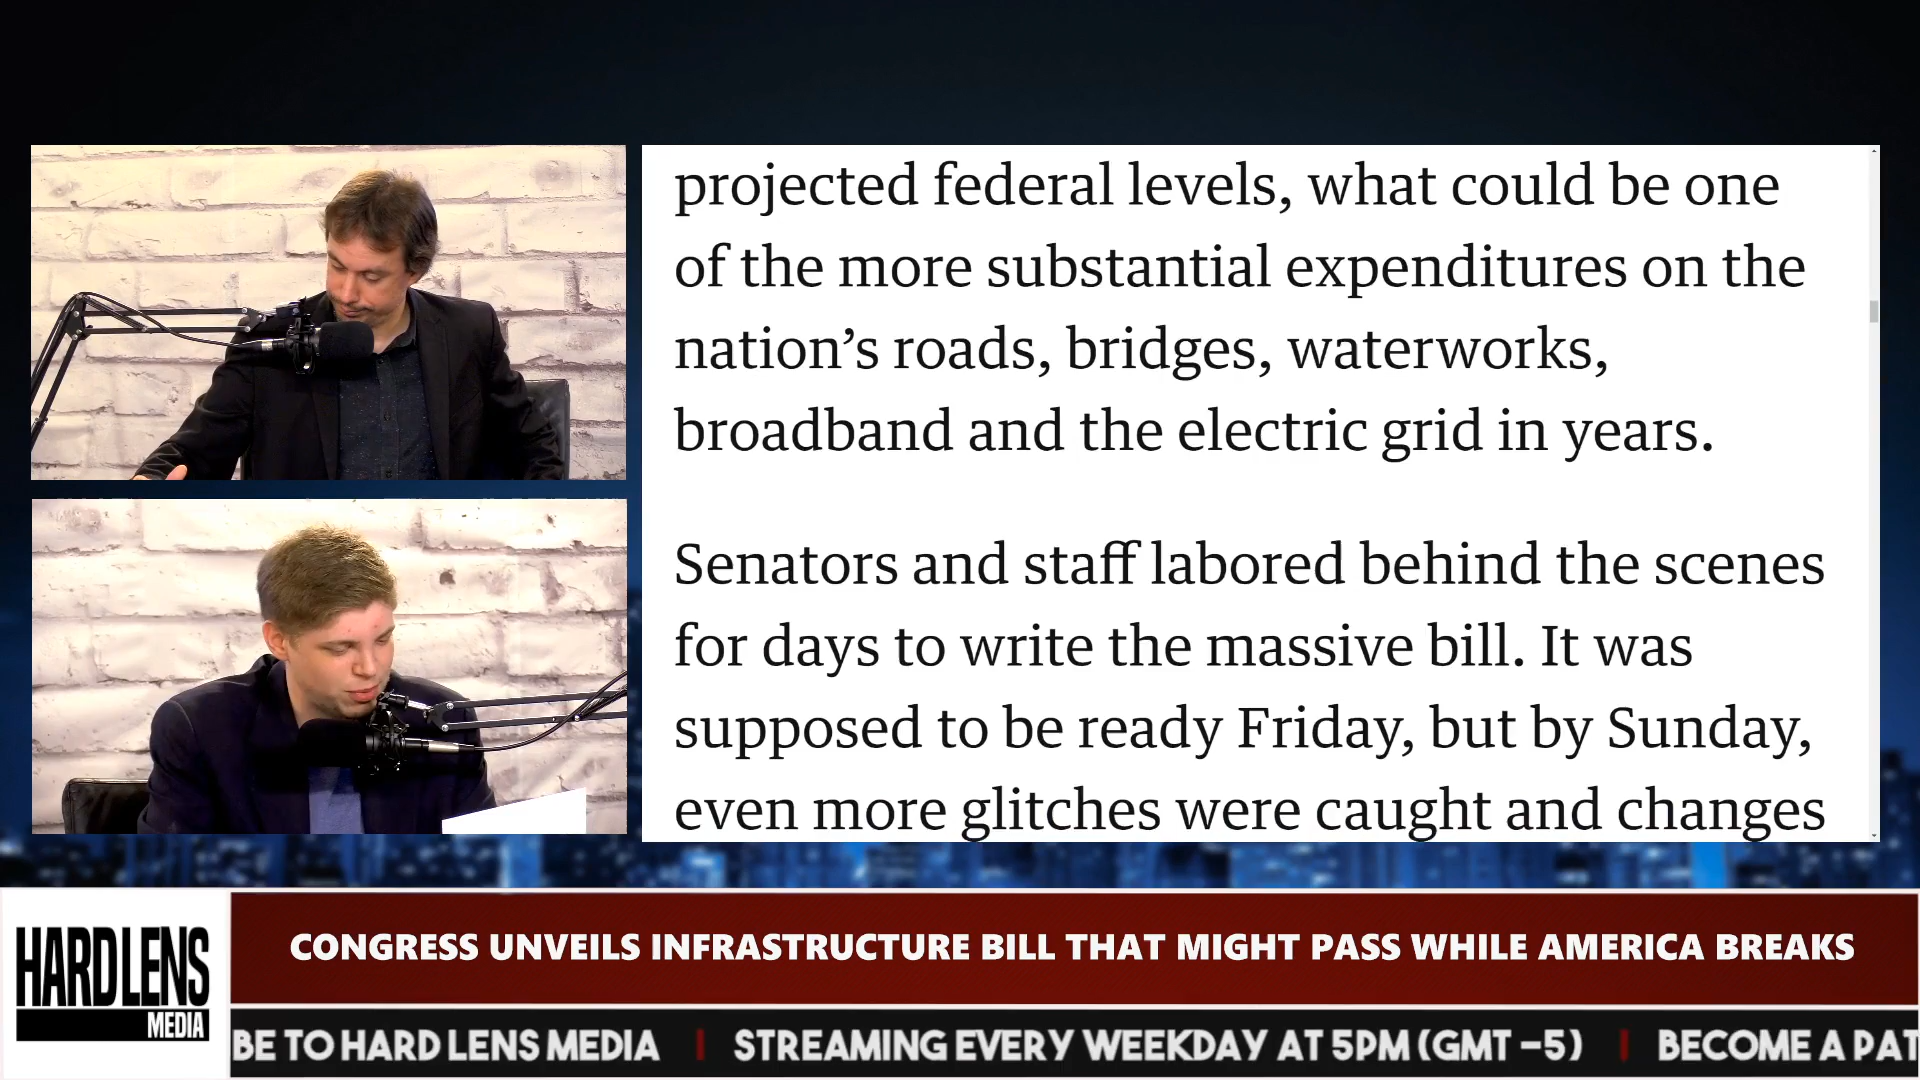 projected federal levels, what could be one
of the more substantial expenditures on the
nation’s roads, bridges, waterworks,
broadband and the electric grid in years.
Senators and staff labored behind the scenes
for days to write the massive bill. It was
supposed to be ready Friday, but by Sunday,
even more glitches were caught and changes
HARD LENS
MEDIA
CONGRESS UNVEILS INFRASTRUCTURE BILL THAT MIGHT PASS WHILE AMERICA BREAKS
BE TO HARD LENS MEDIA | STREAMING EVERY WEEKDAY AT 5PM (GMT -5) | BECOME A PAT